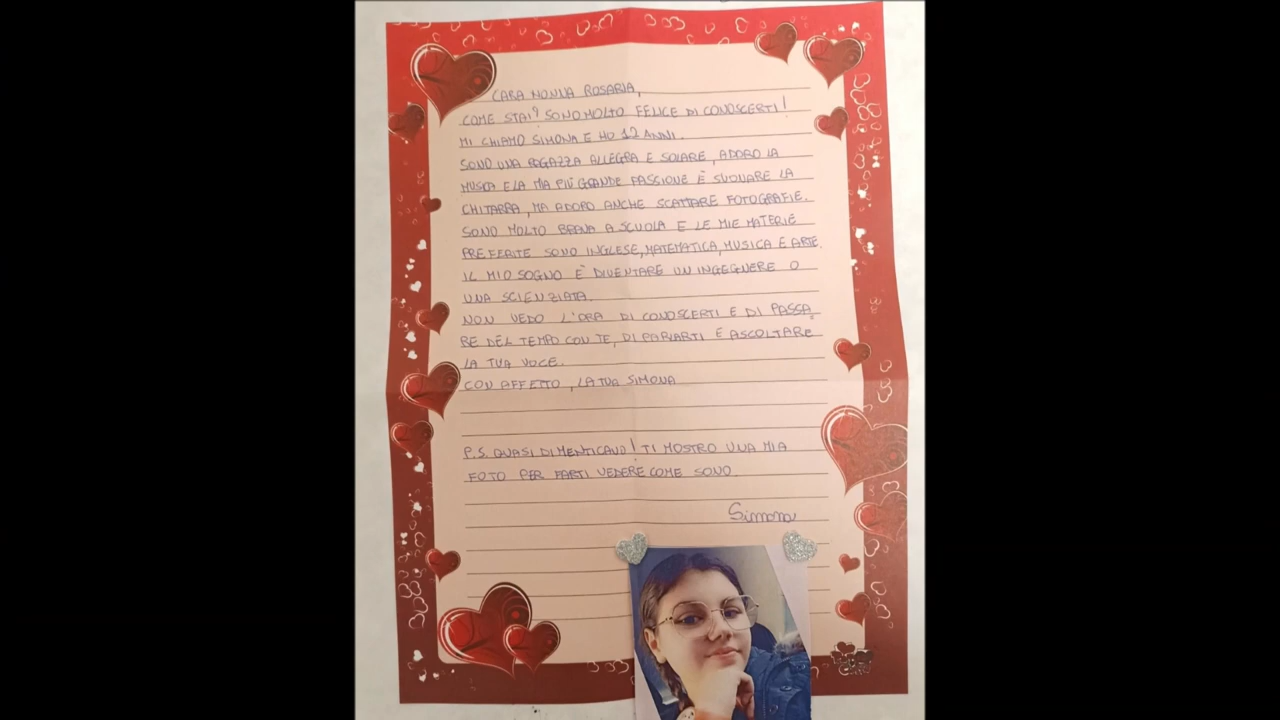 CARA NONNA ROSARIA,
COME STAI? SONO MOLTO FELICE DI CONOSCERTI!
MI CHIAMO SIMONA E HO 12 ANNI.
SONO UNA RAGAZZA ALLEGRA E SOLARE, ADORO LA
MUSICA E LA MIA PIÙ GRANDE PASSIONE È SUONARE LA
CHITARRA, MA ADORO ANCHE SCATTARE FOTOGRAFIE.
SONO MOLTO BRAVA A SCUOLA E LE MIE MATERIE
PREFERITE SONO INGLESE, MATEMATICA, MUSICA E ARTE.
IL MIO SOGNO È DIVENTARE UN INGEGNERE O
UNA SCIENZIATA.
NON VEDO L'ORA DI CONOSCERTI E DI PASSA
RE DEL TEMPO CON TE, DI PARLARTI E ASCOLTARE
LA TUA VOCE.
CON AFFETTO, LA TUA SIMONA
P.S. QUASI DIMENTICAVO! TI MOSTRO UNA MIA
FOTO PER FARTI VEDERE COME SONO.
Simona